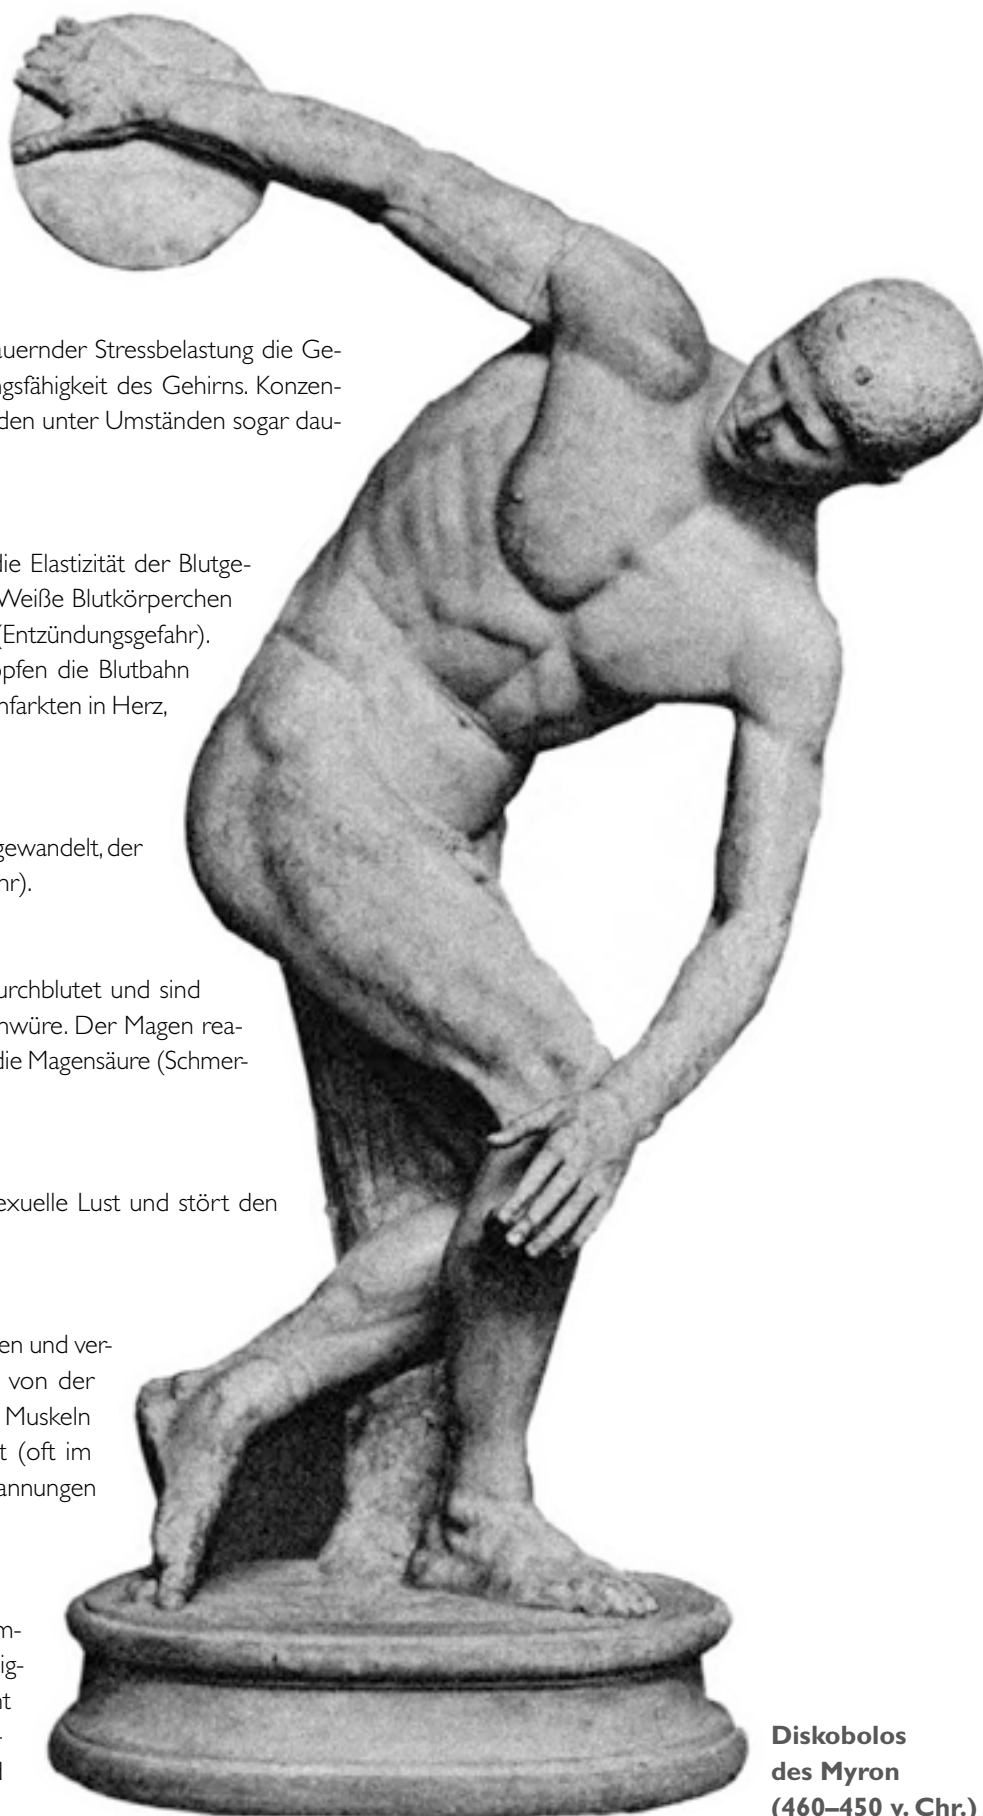 auernder Stressbelastung die Ge-
ngsfähigkeit des Gehirns. Konzen-
den unter Umständen sogar dau-
die Elastizität der Blutge-
Weiße Blutkörperchen
(Entzündungsgefahr).
opfen die Blutbahn
nfarkten in Herz,
gewandelt, der
hr).
urchblutet und sind
hwüre. Der Magen rea-
die Magensäure (Schmer-
exuelle Lust und stört den
en und ver-
von der
Muskeln
t (oft im
annungen
m-
ig-
nt
-
d
Diskobolos
des Myron
(460–450 v. Chr.)